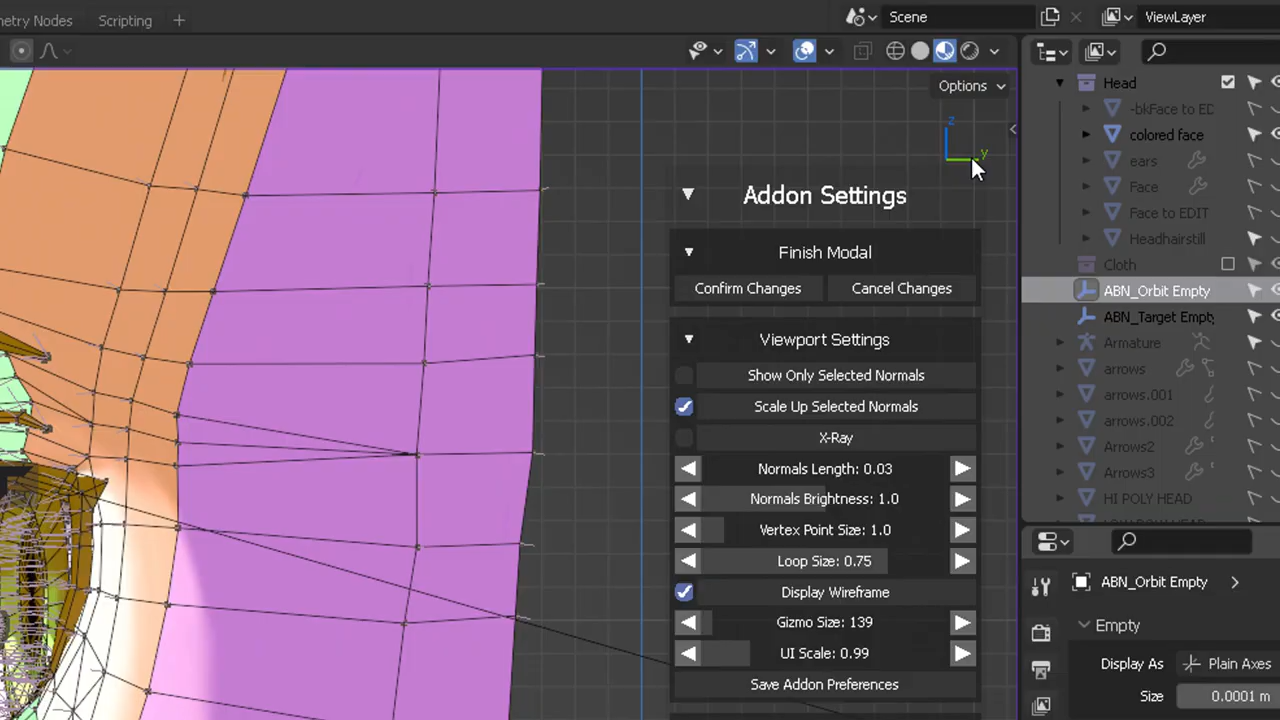 etry Nodes
Scripting
+
Scene
ViewLayer
Options
z
y
Addon Settings
Finish Modal
Confirm Changes
Cancel Changes
Viewport Settings
Show Only Selected Normals
Scale Up Selected Normals
X-Ray
Normals Length: 0.03
Normals Brightness: 1.0
Vertex Point Size: 1.0
Loop Size: 0.75
Display Wireframe
Gizmo Size: 139
UI Scale: 0.99
Save Addon Preferences
Head
-bkFace to ED
colored face
ears
Face
Face to EDIT
Headhairstill
Cloth
ABN_Orbit Empty
ABN_Target Empty
Armature
arrows
arrows.001
arrows.002
Arrows2
Arrows3
HI POLY HEAD
ABN_Orbit Empty
Empty
Display As
Plain Axes
Size
0.0001 m